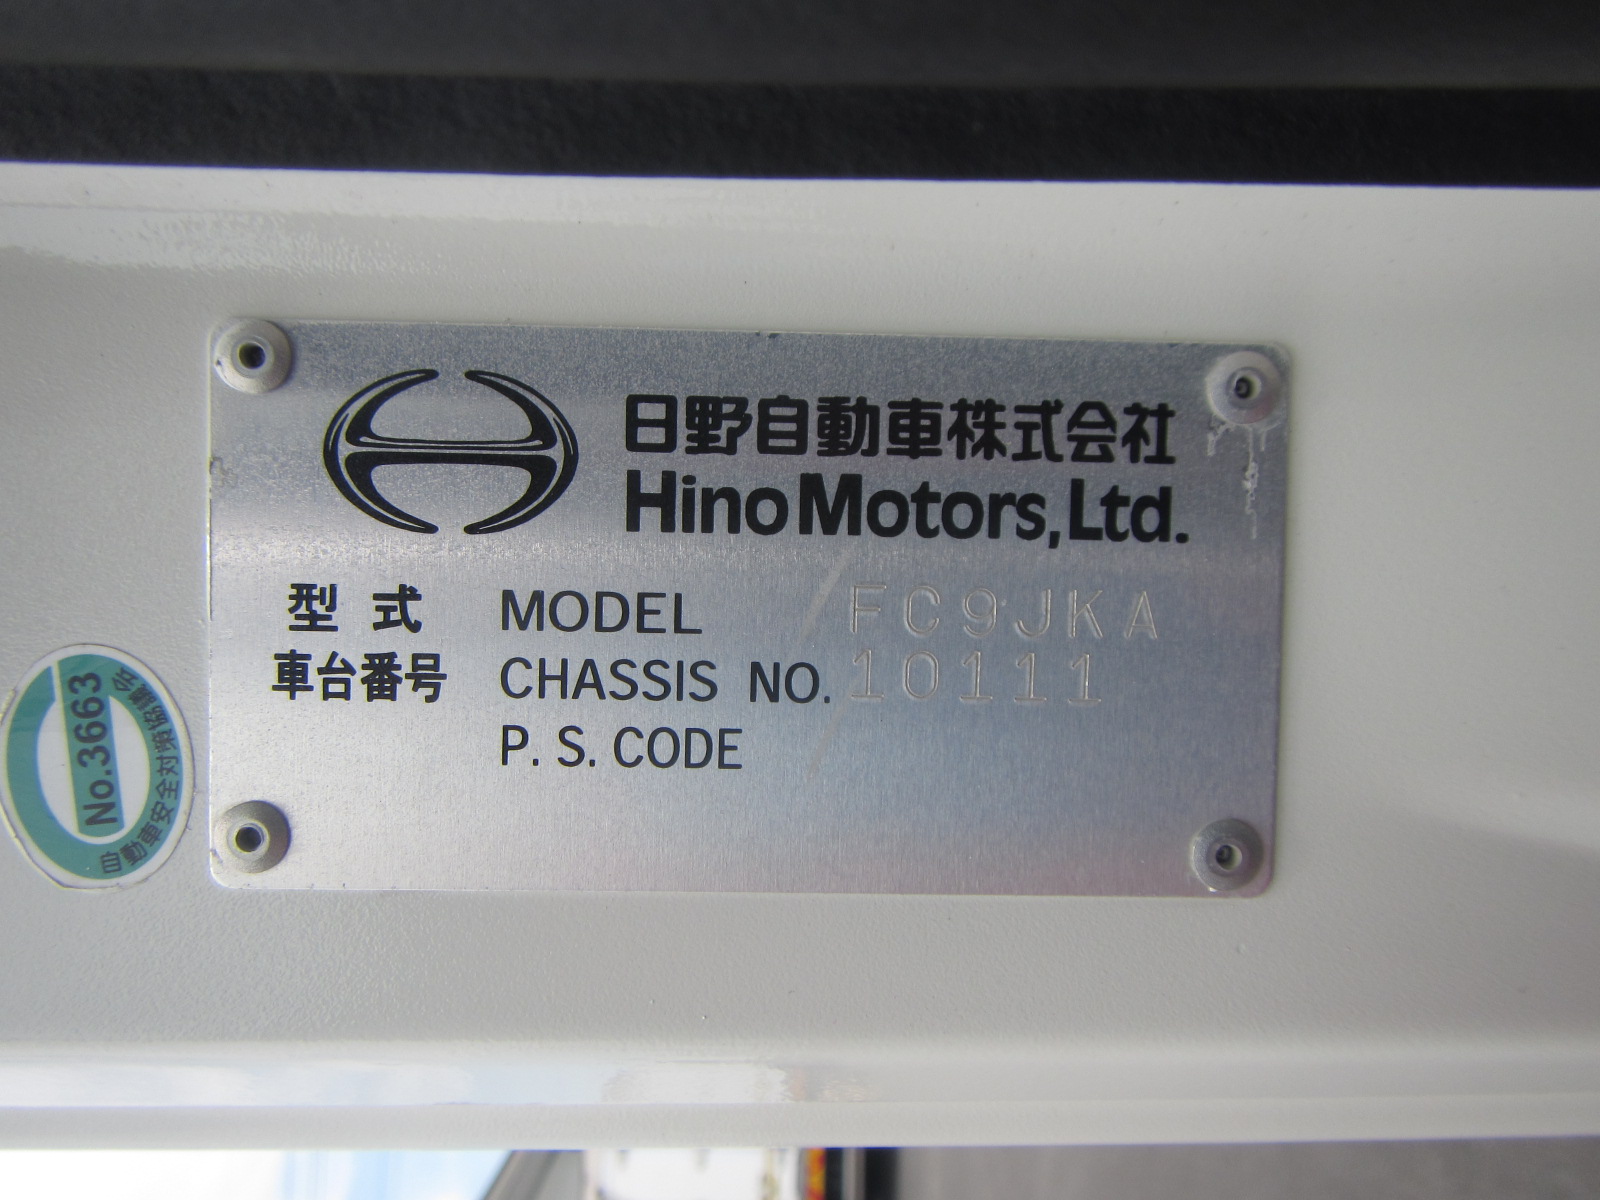 日野自動車株式会社
Hino Motors, Ltd.
型式 MODEL FC9JKA
車台番号 CHASSIS NO. 10111
P. S. CODE
No.3663
自動車安全対策協議会